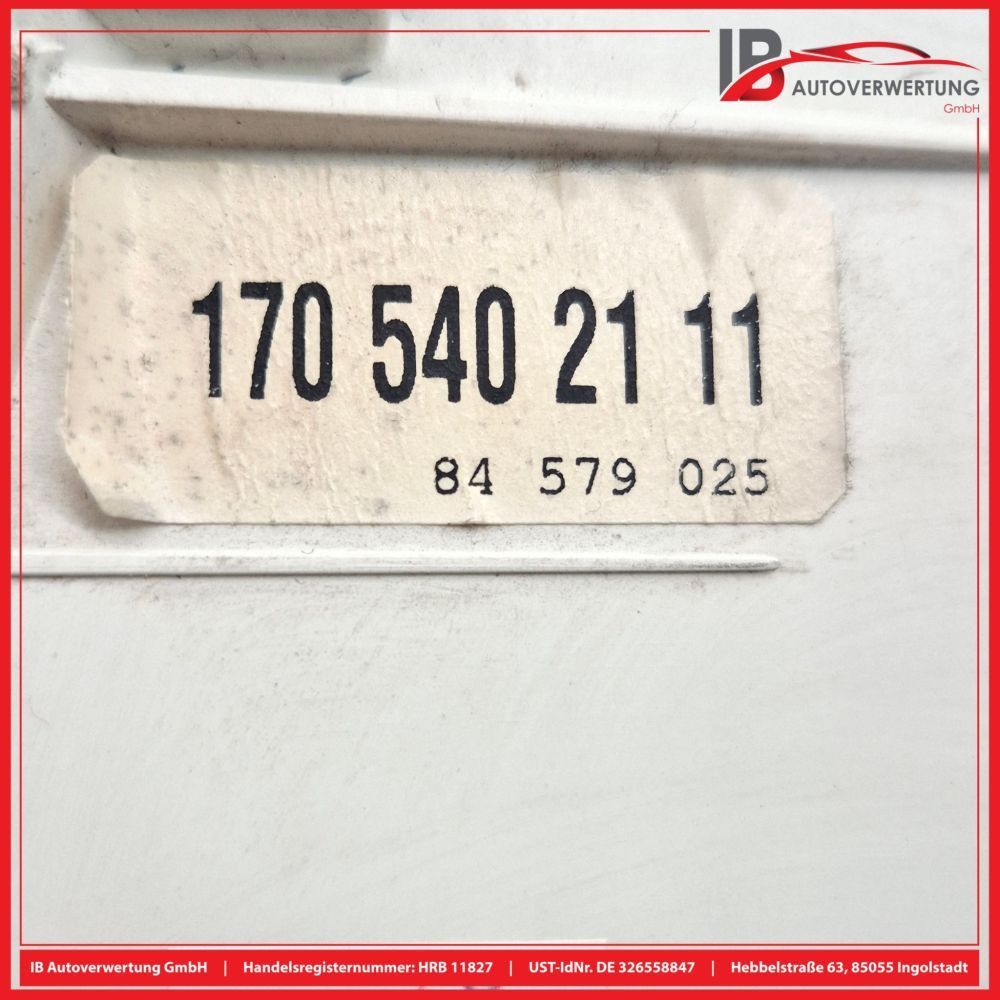 IB
AUTOVERWERTUNG
GmbH
170 540 21 11
84 579 025
IB Autoverwertung GmbH | Handelsregisternummer: HRB 11827 | UST-IdNr. DE 326558847 | Hebbelstraße 63, 85055 Ingolstadt